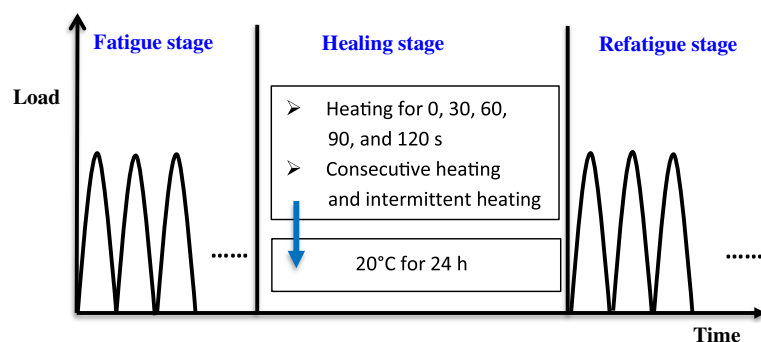 Fatigue stage
Healing stage
Refatigue stage
Load
➢ Heating for 0, 30, 60,
90, and 120 s
➢ Consecutive heating
and intermittent heating
......
20°C for 24 h
......
Time